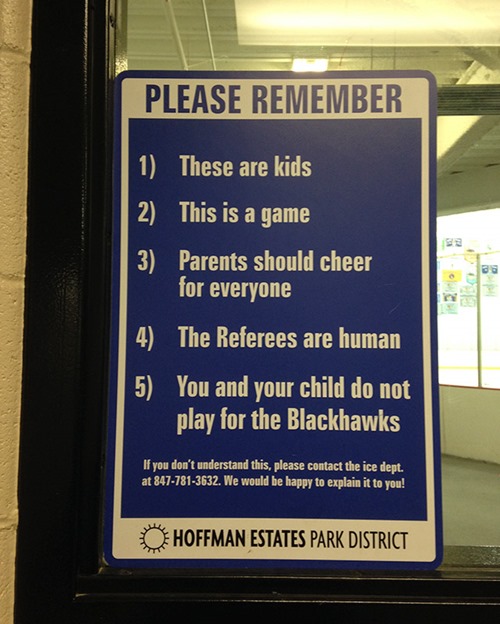 PLEASE REMEMBER
1) These are kids
2) This is a game
3) Parents should cheer
for everyone
4) The Referees are human
5) You and your child do not
play for the Blackhawks
If you don't understand this, please contact the ice dept.
at 847-781-3632. We would be happy to explain it to you!
HOFFMAN ESTATES PARK DISTRICT